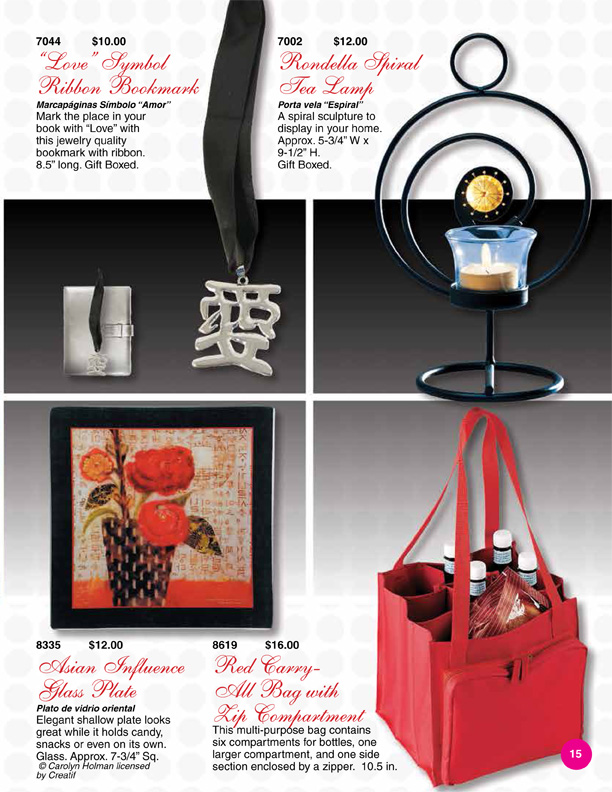 7044 $10.00
"Love" Symbol
Ribbon Bookmark
Marcapáginas Símbolo "Amor"
Mark the place in your
book with "Love" with
this jewelry quality
bookmark with ribbon.
8.5" long. Gift Boxed.
7002 $12.00
Rondella Spiral
Tea Lamp
Porta vela "Espiral"
A spiral sculpture to
display in your home.
Approx. 5-3/4" W x
9-1/2" H.
Gift Boxed.
愛
8335 $12.00
Asian Influence
Glass Plate
Plato de vidrio oriental
Elegant shallow plate looks
great while it holds candy,
snacks or even on its own.
Glass. Approx. 7-3/4" Sq.
© Carolyn Holman licensed
by Creatif
8619 $16.00
Red Carry-
All Bag with
Zip Compartment
This multi-purpose bag contains
six compartments for bottles, one
larger compartment, and one side
section enclosed by a zipper. 10.5 in.
15